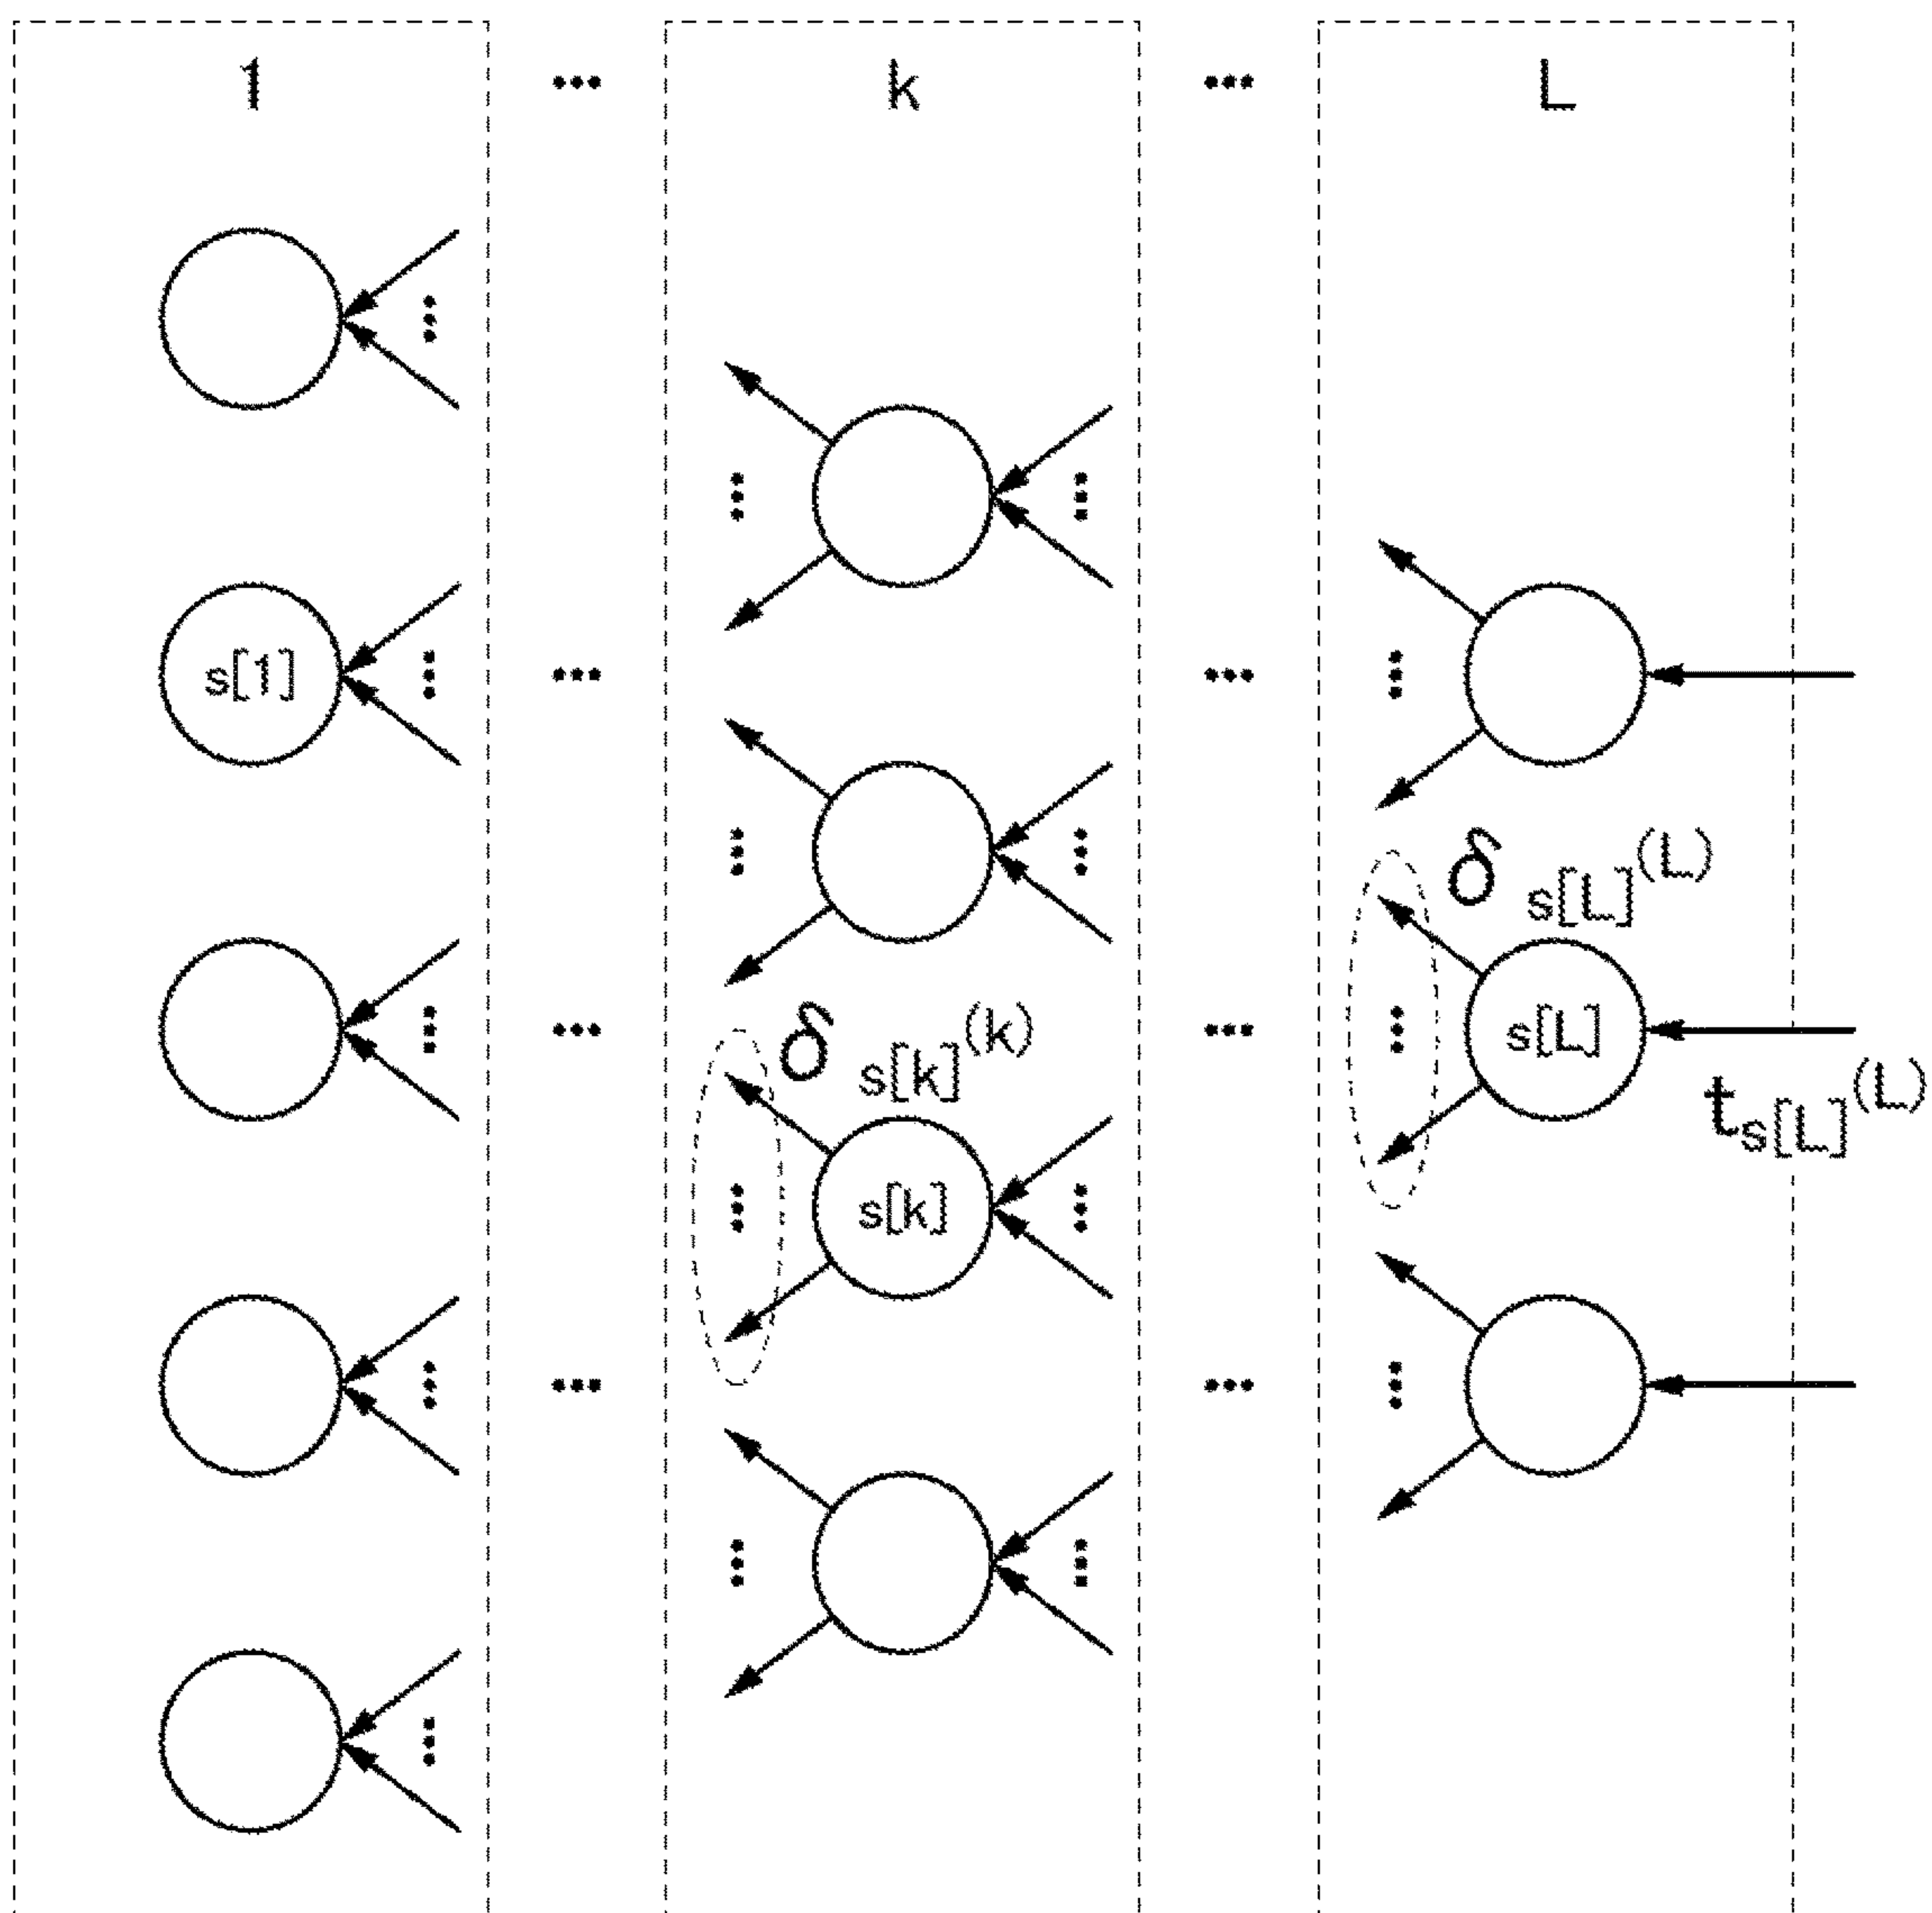 1 ... k ... L
s[1]
δ s[L](L)
s[L]
t s[L](L)
δ s[k](k)
s[k]